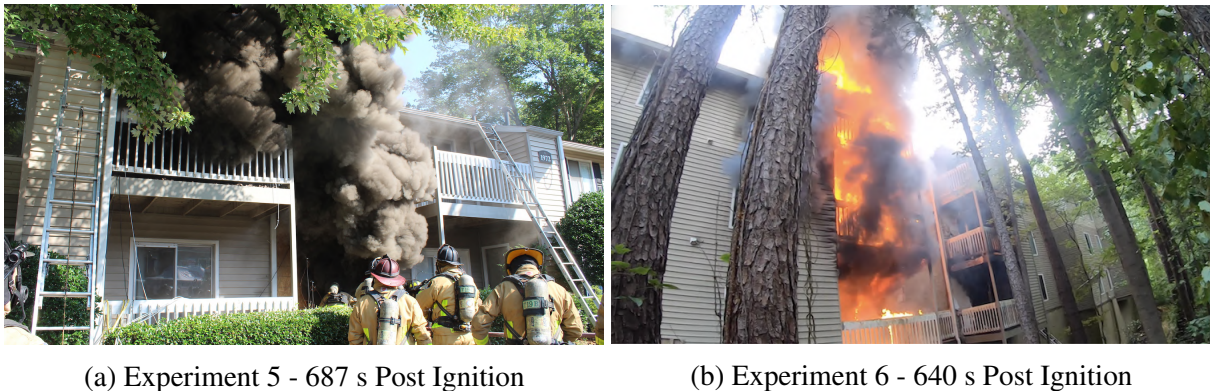 (a) Experiment 5 - 687 s Post Ignition
(b) Experiment 6 - 640 s Post Ignition